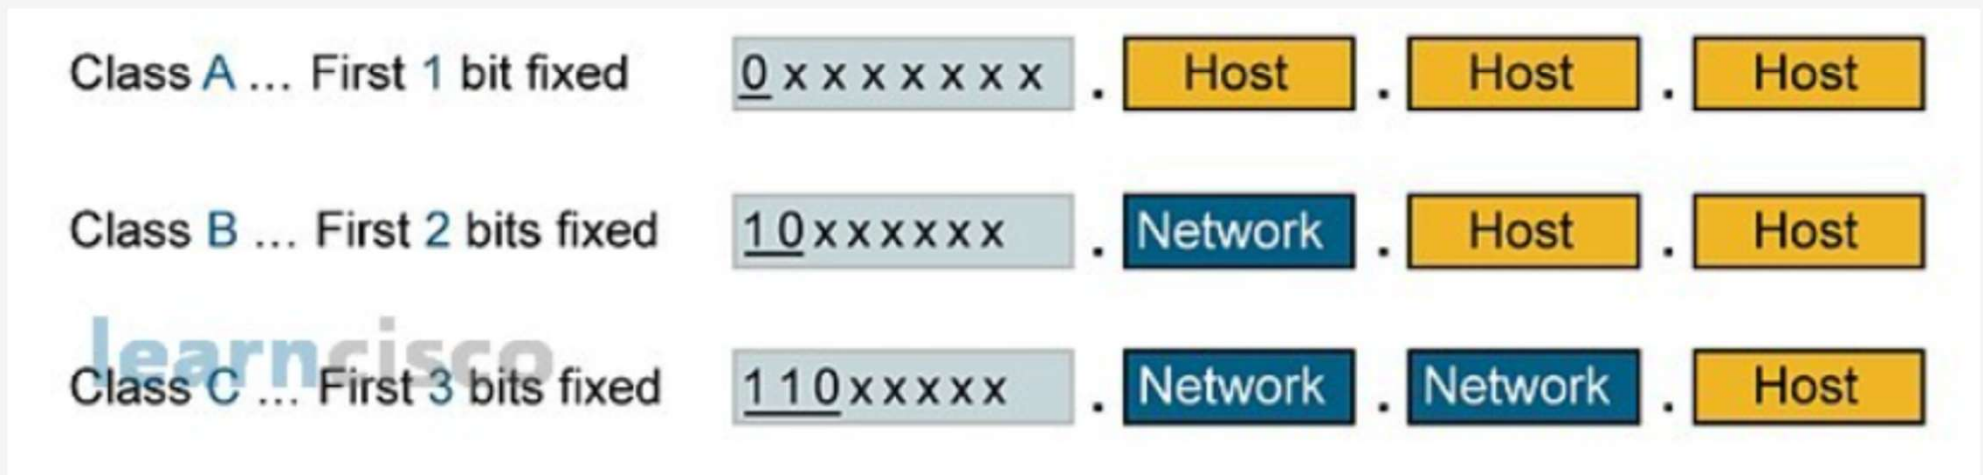 Class A ... First 1 bit fixed 0 x x x x x x x . Host . Host . Host
Class B ... First 2 bits fixed 1 0 x x x x x x . Network . Host . Host
learncisco
Class C ... First 3 bits fixed 1 1 0 x x x x x . Network . Network . Host